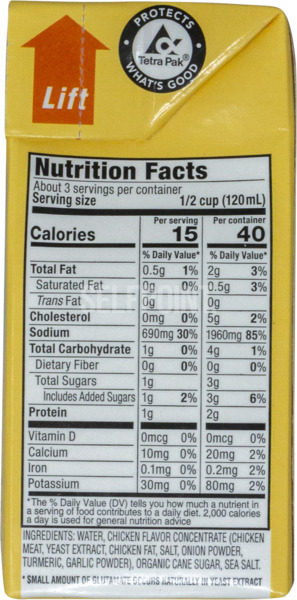 PROTECTS
Tetra Pak®
WHAT'S GOOD
Lift
Nutrition Facts
About 3 servings per container
Serving size 1/2 cup (120mL)
Per serving Per container
Calories 15 40
% Daily Value* % Daily Value*
Total Fat 0.5g 1% 2g 3%
Saturated Fat 0g 0% 0.5g 3%
Trans Fat 0g 0g
Cholesterol 0mg 0% 5g 2%
Sodium 690mg 30% 1960mg 85%
Total Carbohydrate 1g 0% 4g 1%
Dietary Fiber 0g 0% 0g 0%
Total Sugars 1g 3g
Includes Added Sugars 1g 2% 3g 6%
Protein 1g 2g
Vitamin D 0mcg 0% 0mcg 0%
Calcium 10mg 0% 20mg 2%
Iron 0.1mg 0% 0.2mg 2%
Potassium 30mg 0% 80mg 2%
*The % Daily Value (DV) tells you how much a nutrient in
a serving of food contributes to a daily diet. 2,000 calories
a day is used for general nutrition advice
INGREDIENTS: WATER, CHICKEN FLAVOR CONCENTRATE (CHICKEN
MEAT, YEAST EXTRACT, CHICKEN FAT, SALT, ONION POWDER,
TURMERIC, GARLIC POWDER), ORGANIC CANE SUGAR, SEA SALT.
* SMALL AMOUNT OF GLUTAMATE OCCURS NATURALLY IN YEAST EXTRACT